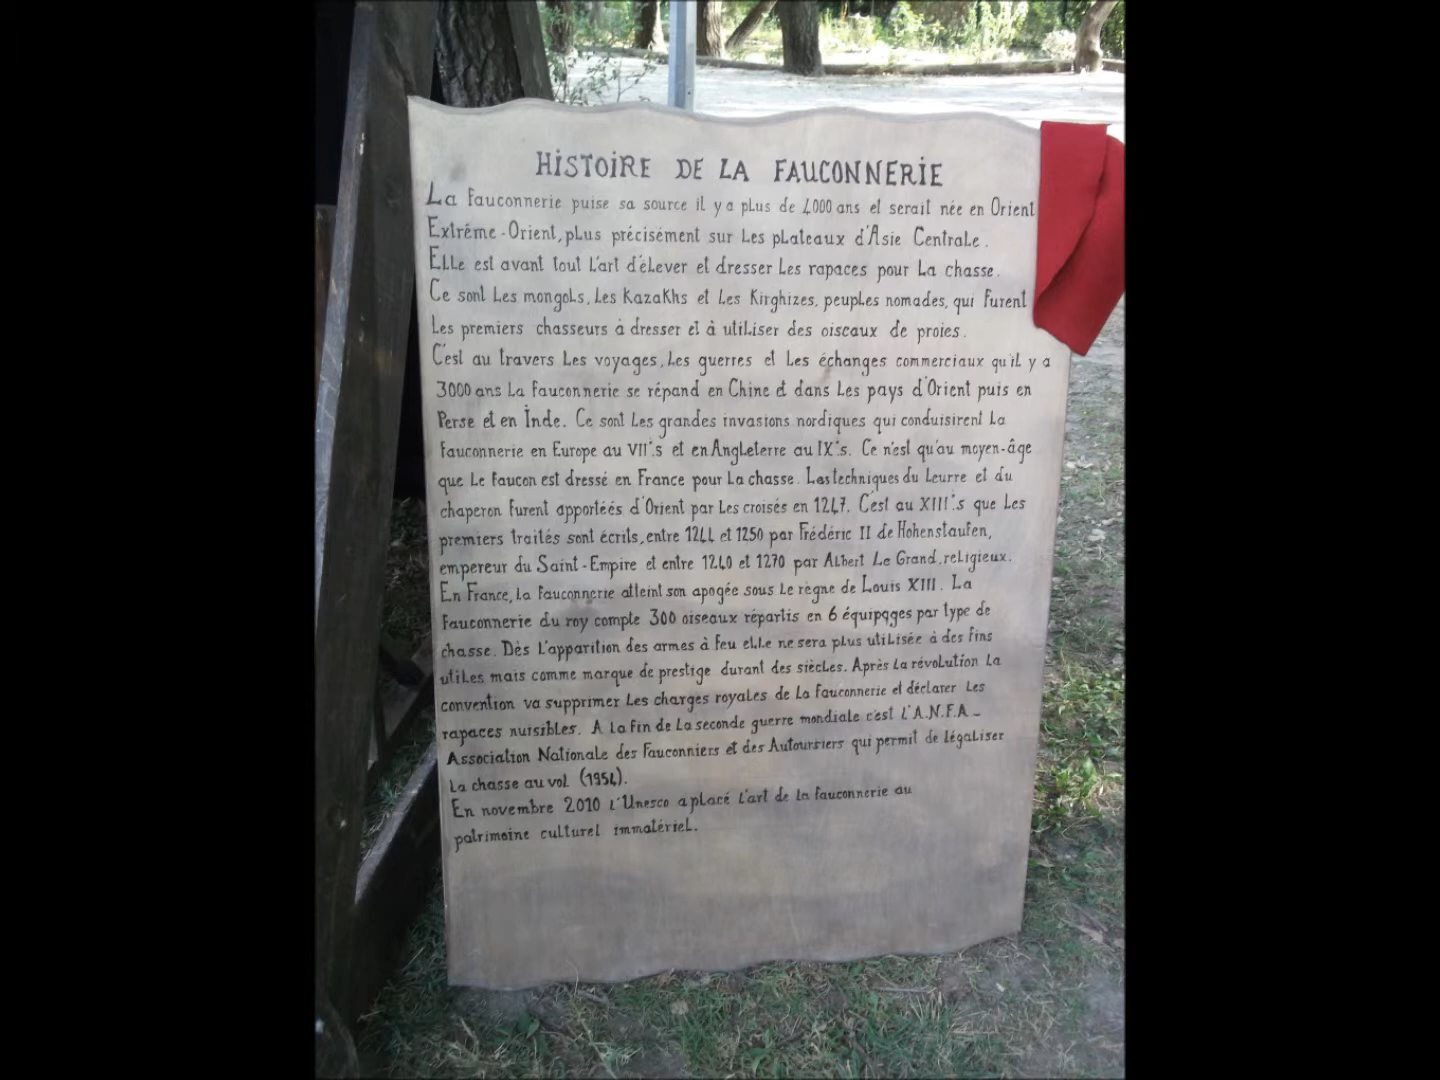 HISTOIRE DE LA FAUCONNERIE
La fauconnerie puise sa source il y a plus de 4000 ans et serait née en Orient
Extrême-Orient, plus précisément sur les plateaux d'Asie Centrale.
Elle est avant tout l'art d'élever et dresser les rapaces pour la chasse.
Ce sont les mongols, les Kazakhs et les Kirghizes, peuples nomades, qui furent
les premiers chasseurs à dresser et à utiliser des oiseaux de proies.
C'est au travers les voyages, les guerres et les échanges commerciaux qu'il y a
3000 ans la fauconnerie se répand en Chine et dans les pays d'Orient puis en
Perse et en Inde. Ce sont les grandes invasions nordiques qui conduisirent la
fauconnerie en Europe au VII°.s et en Angleterre au IX°s. Ce n'est qu'au moyen-âge
que le faucon est dressé en France pour la chasse. Les techniques du leurre et du
chaperon furent apportéés d'Orient par les croisés en 1247. C'est au XIII°.s que les
premiers traités sont écrits, entre 1244 et 1250 par Frédéric II de Hohenstaufen,
empereur du Saint-Empire et entre 1240 et 1270 par Albert Le Grand, religieux.
En France, la fauconnerie atteint son apogée sous le règne de Louis XIII. La
fauconnerie du roy compte 300 oiseaux répartis en 6 équipages par type de
chasse. Dès l'apparition des armes à feu elle ne sera plus utilisée à des fins
utiles mais comme marque de prestige durant des siècles. Après la révolution la
convention va supprimer les charges royales de la fauconnerie et déclarer les
rapaces nuisibles. A la fin de la seconde guerre mondiale c'est l'A.N.F.A -
Association Nationale des Fauconniers et des Autoursiers qui permit de légaliser
la chasse au vol. (1954).
En novembre 2010 l'Unesco a placé l'art de la fauconnerie au
patrimoine culturel immatériel.